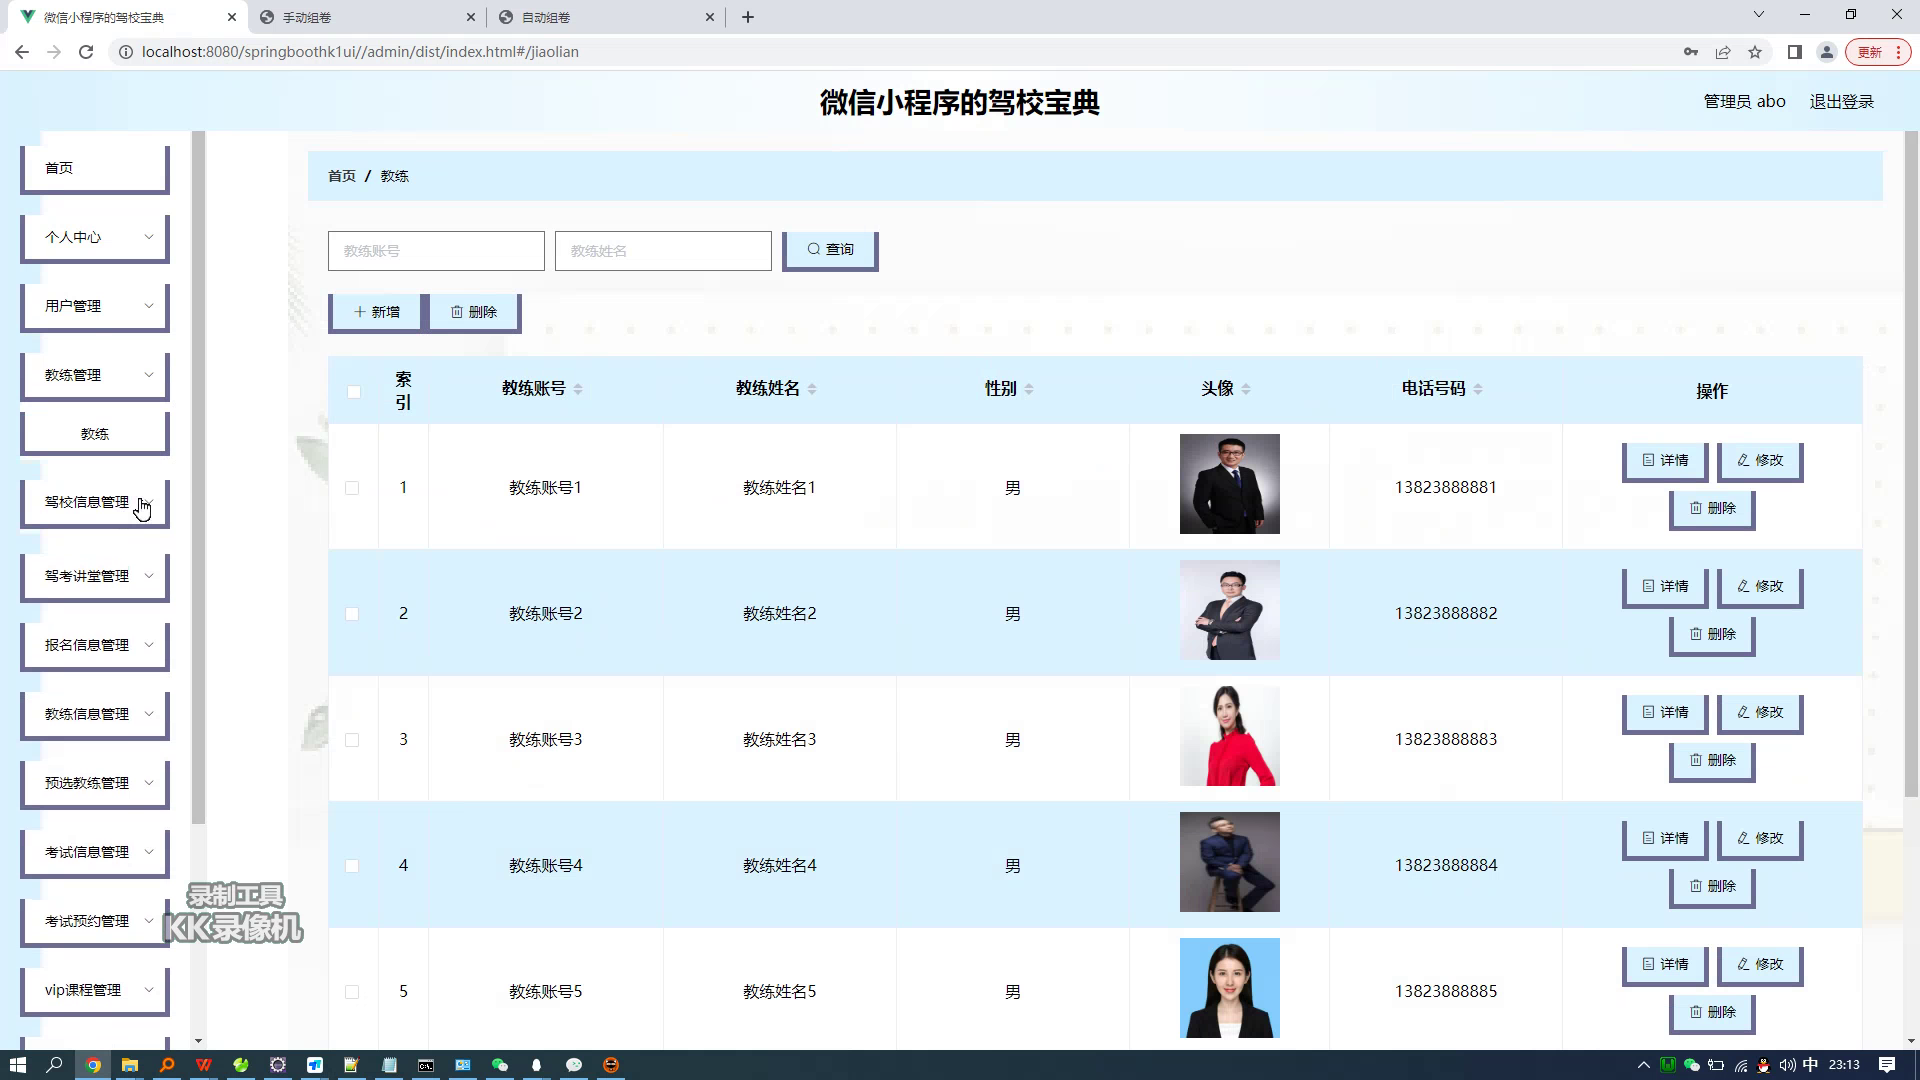 微信小程序的驾校宝典
手动组卷
自动组卷
localhost:8080/springboothk1ui//admin/dist/index.html#/jiaolian
更新
微信小程序的驾校宝典
管理员 abo
退出登录
首页
个人中心
用户管理
教练管理
教练
驾校信息管理
驾考讲堂管理
报名信息管理
教练信息管理
预选教练管理
考试信息管理
考试预约管理
vip课程管理
首页 / 教练
教练账号
教练姓名
查询
新增
删除
索引 教练账号 教练姓名 性别 头像 电话号码 操作
1 教练账号1 教练姓名1 男 13823888881 详情 修改
删除
2 教练账号2 教练姓名2 男 13823888882 详情 修改
删除
3 教练账号3 教练姓名3 男 13823888883 详情 修改
删除
4 教练账号4 教练姓名4 男 13823888884 详情 修改
删除
5 教练账号5 教练姓名5 男 13823888885 详情 修改
删除
录制工具
KK录像机
中
23:13